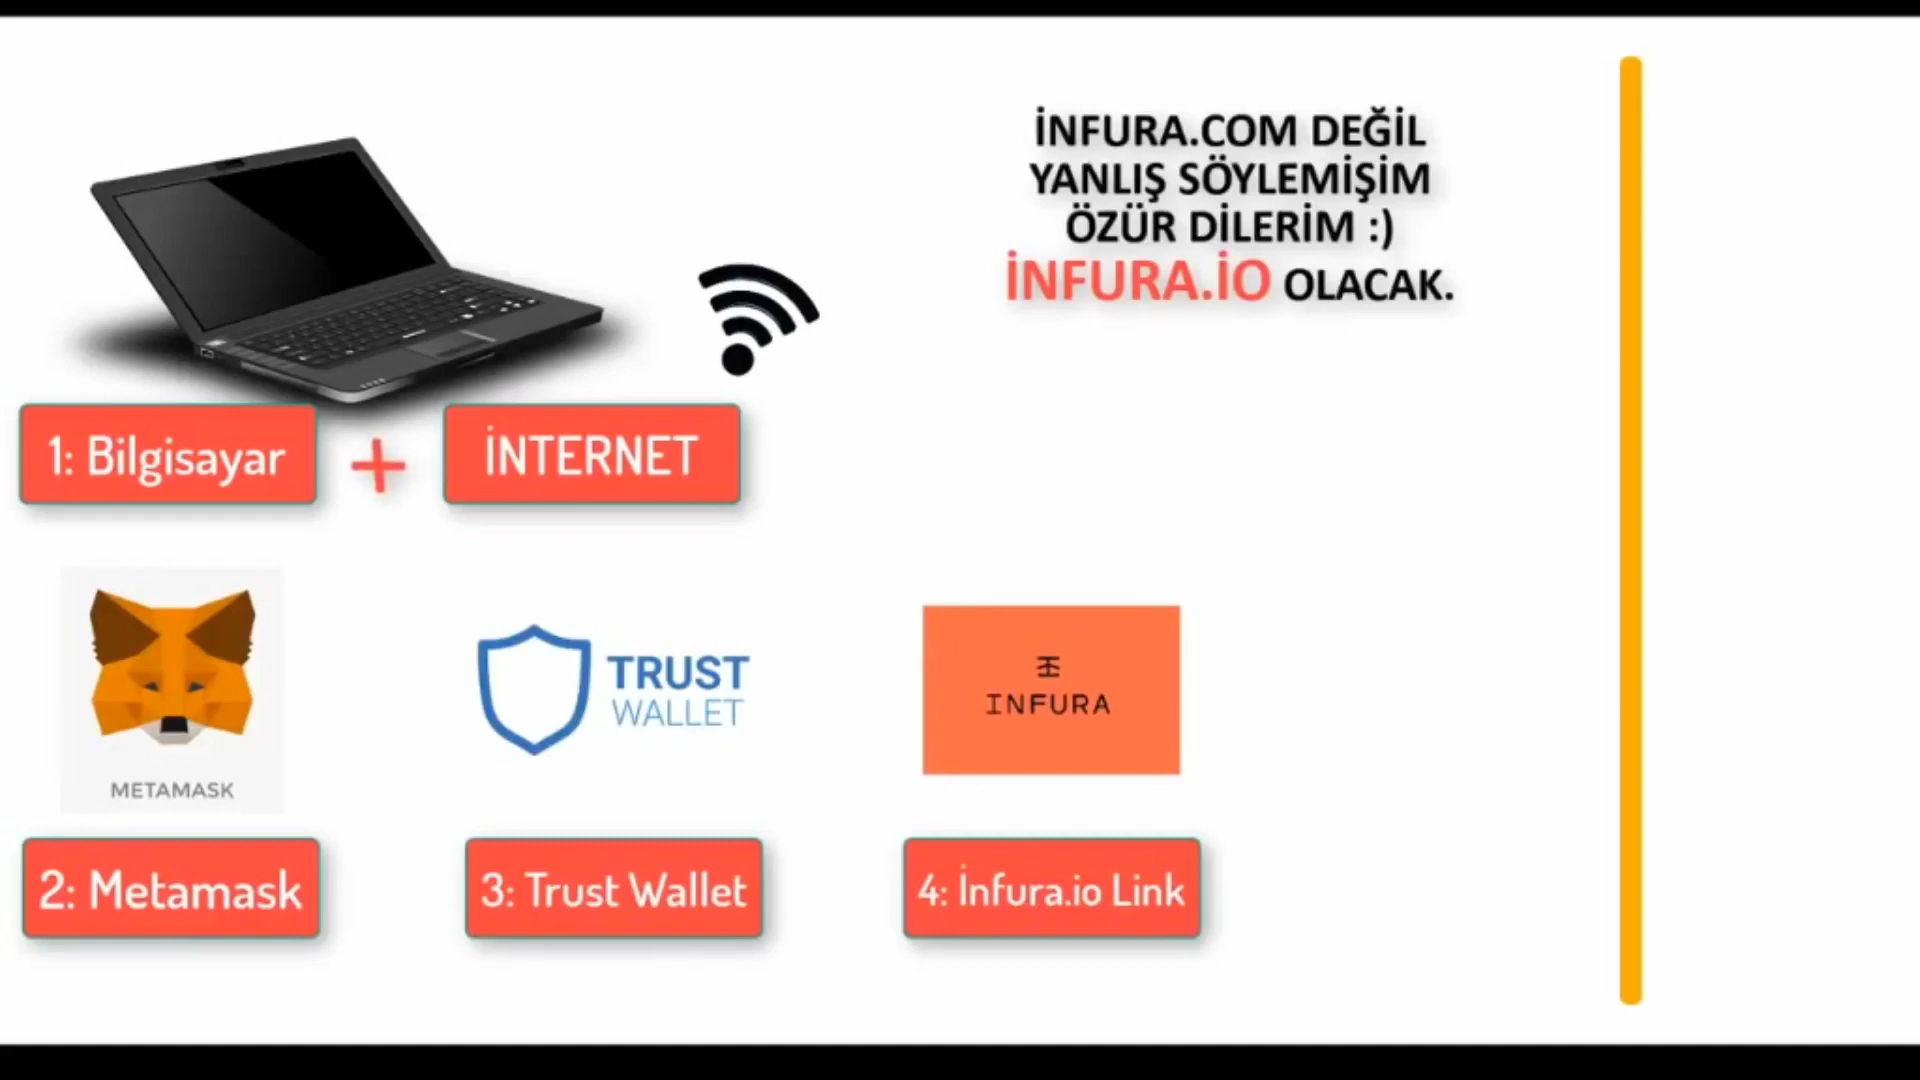 İNFURA.COM DEĞİL
YANLIŞ SÖYLEMİŞİM
ÖZÜR DİLERİM :)
İNFURA.İO OLACAK.
1: Bilgisayar
+
İNTERNET
METAMASK
TRUST
WALLET
INFURA
2: Metamask
3: Trust Wallet
4: İnfura.io Link